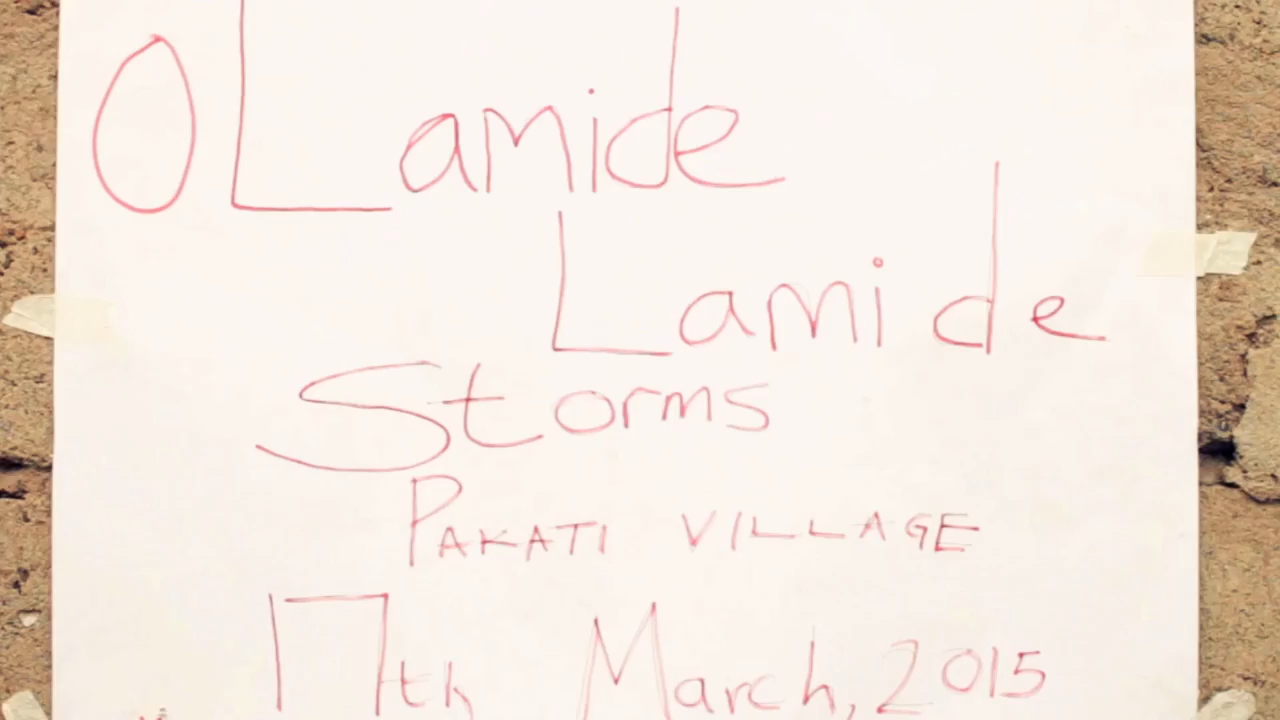 OLamide
Lamide
Storms
PAKATI VILLAGE
17th March, 2015